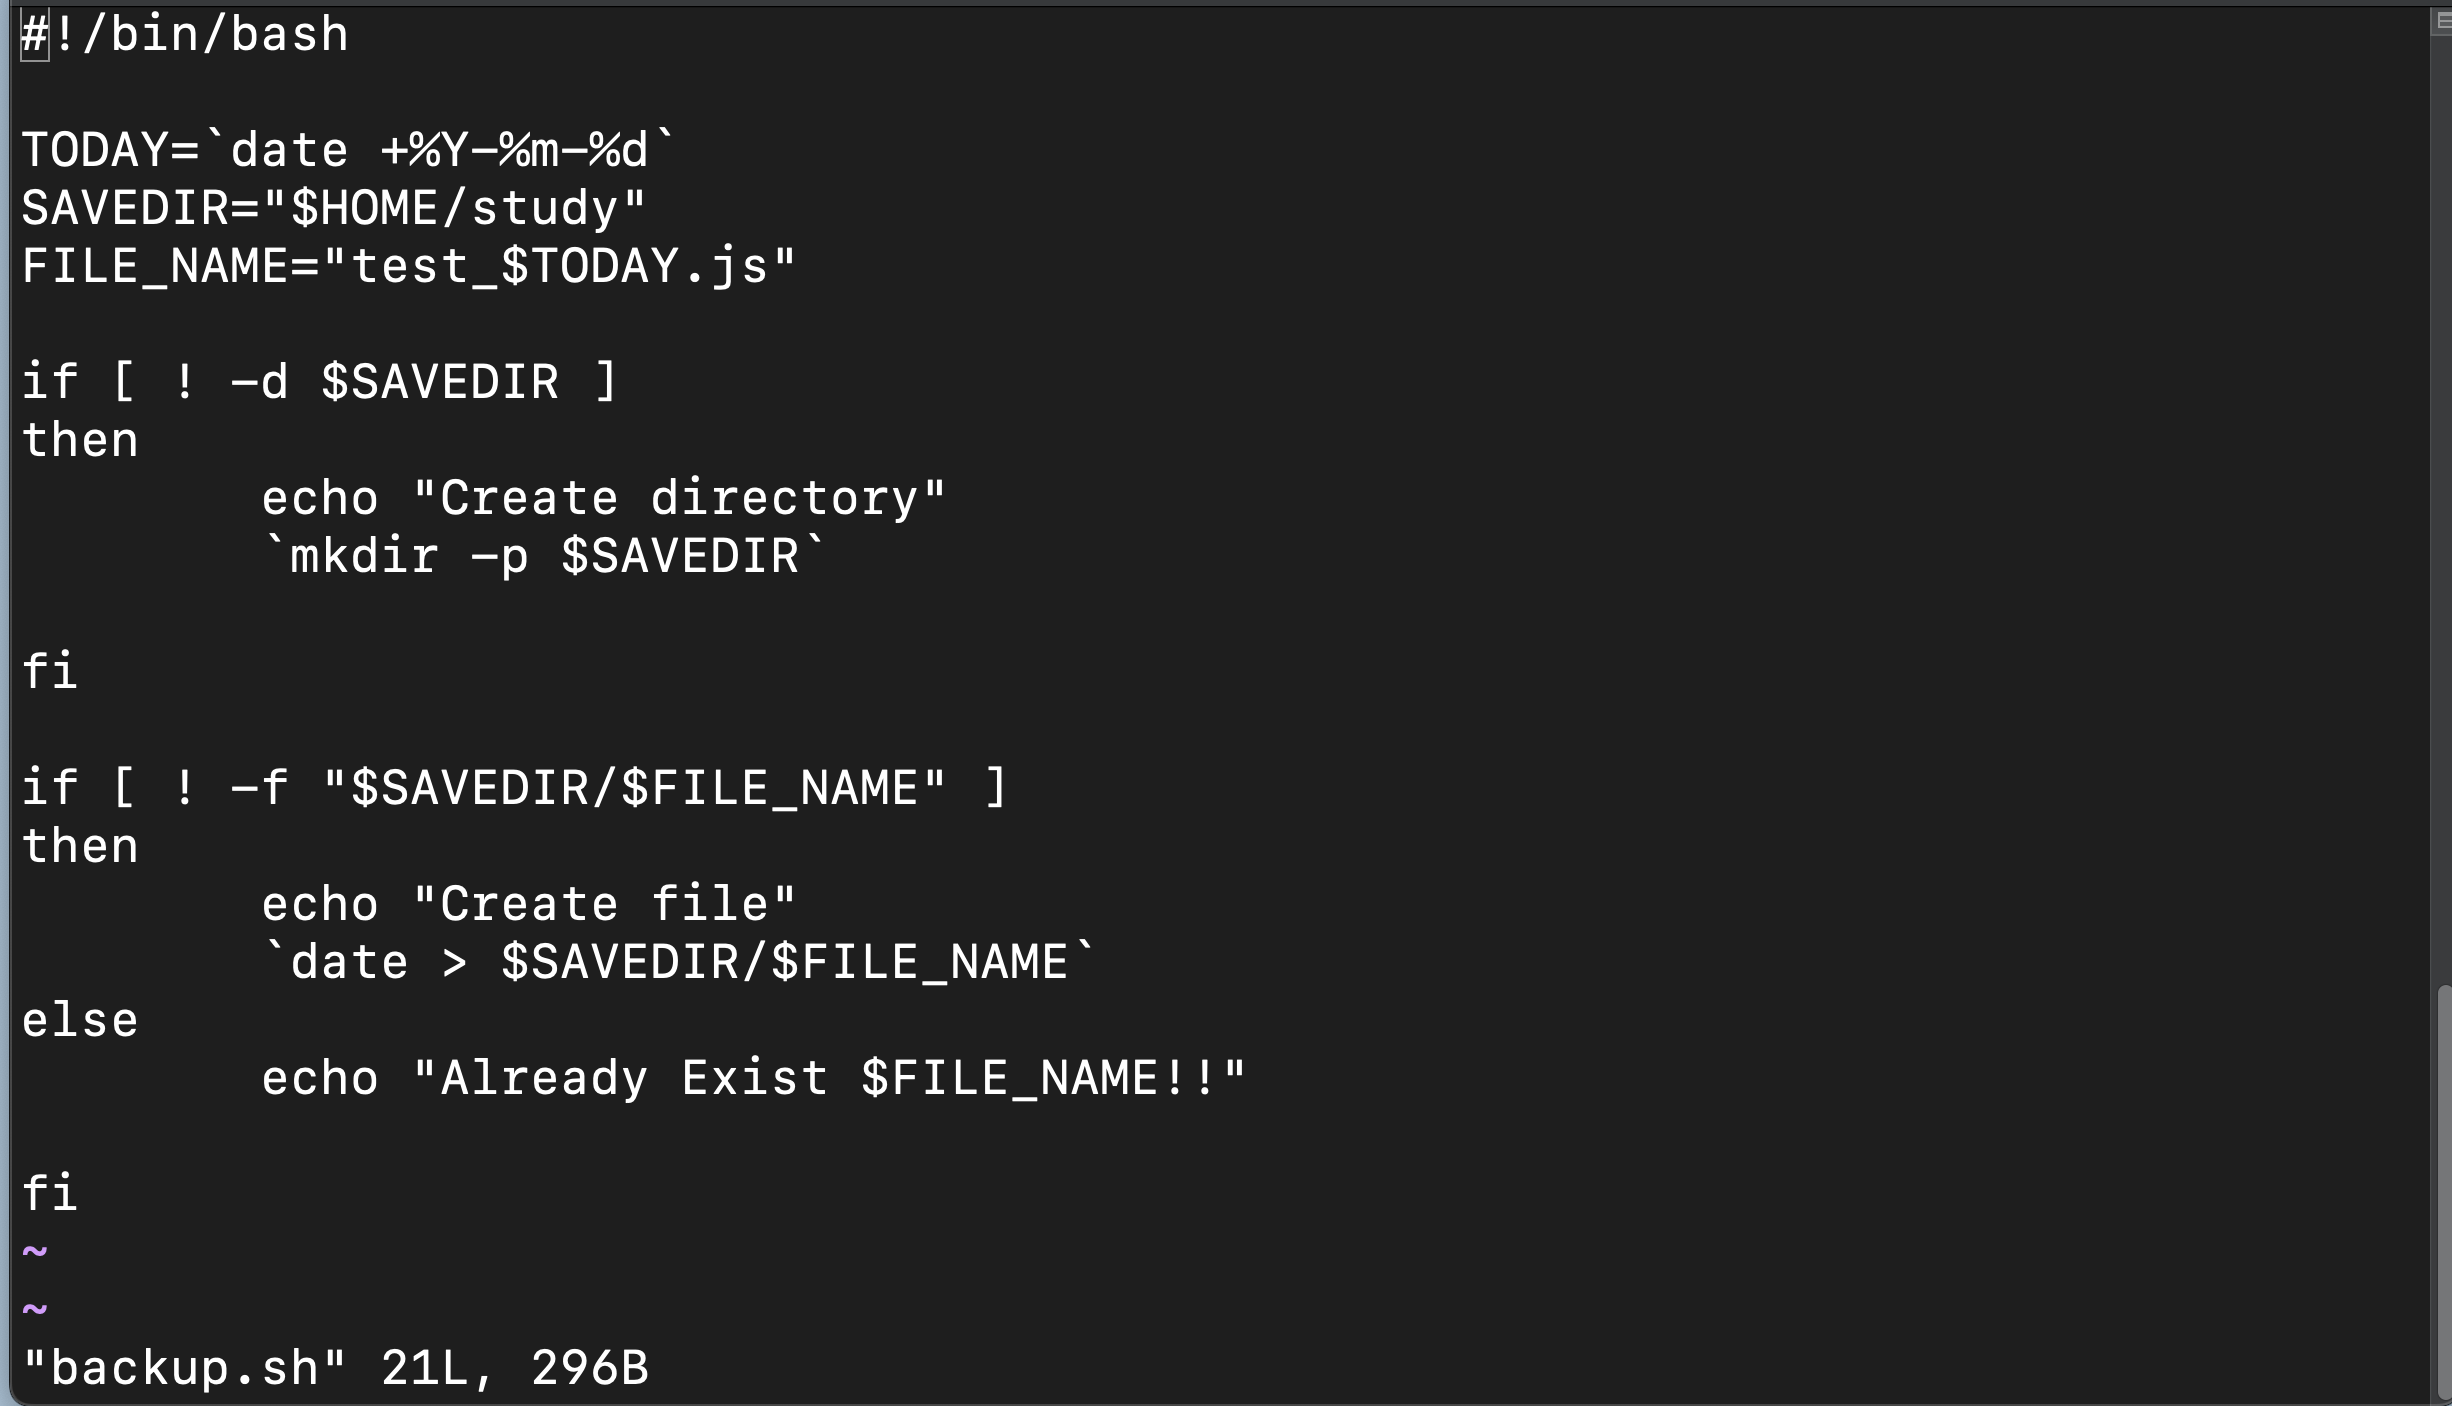 #!/bin/bash
TODAY=`date +%Y-%m-%d`
SAVEDIR="$HOME/study"
FILE_NAME="test_$TODAY.js"
if [ ! -d $SAVEDIR ]
then
echo "Create directory"
`mkdir -p $SAVEDIR`
fi
if [ ! -f "$SAVEDIR/$FILE_NAME" ]
then
echo "Create file"
`date > $SAVEDIR/$FILE_NAME`
else
echo "Already Exist $FILE_NAME!!"
fi
~
~
"backup.sh" 21L, 296B